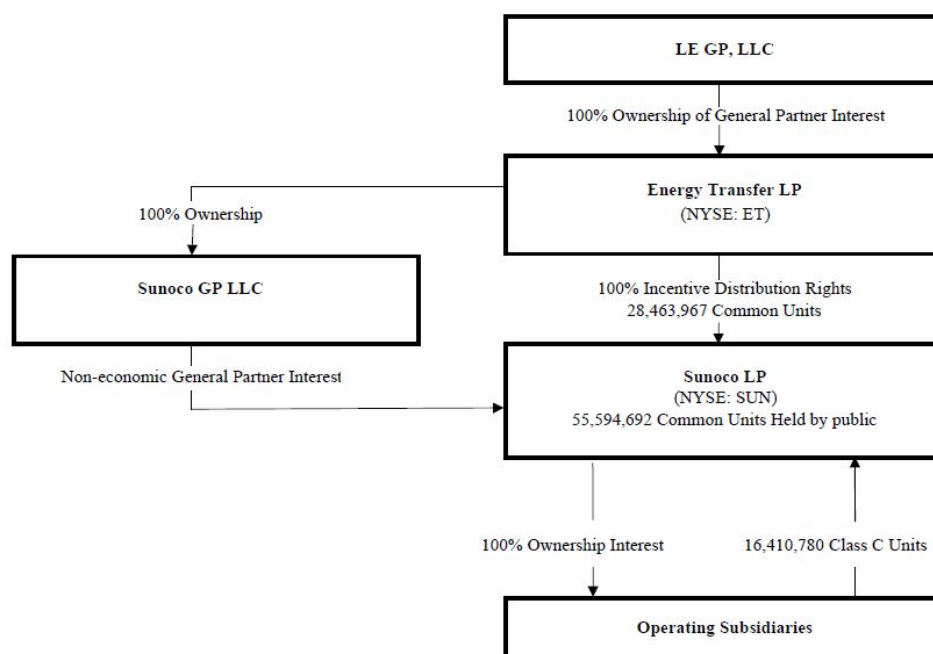 LE GP, LLC
100% Ownership of General Partner Interest
Energy Transfer LP
(NYSE: ET)
100% Ownership
Sunoco GP LLC
100% Incentive Distribution Rights
28,463,967 Common Units
Non-economic General Partner Interest
Sunoco LP
(NYSE: SUN)
55,594,692 Common Units Held by public
100% Ownership Interest
16,410,780 Class C Units
Operating Subsidiaries